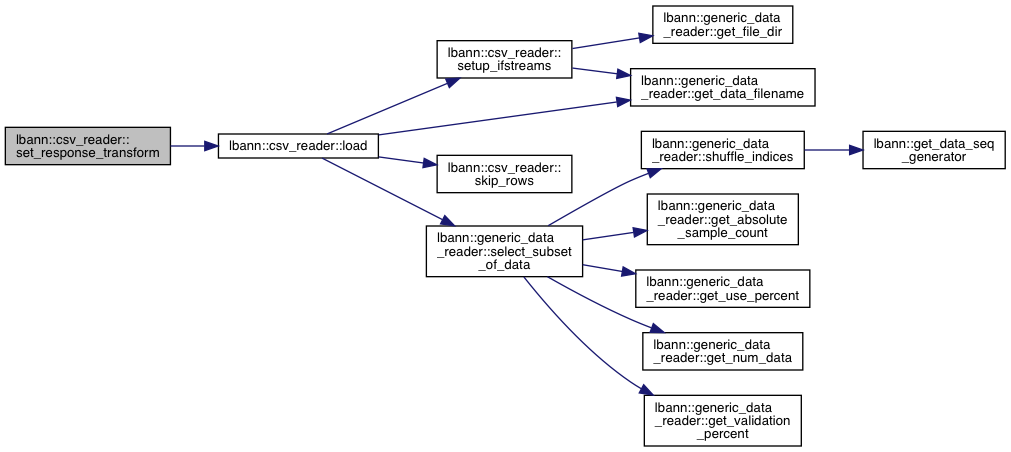 lbann::csv_reader::
set_response_transform
lbann::csv_reader::load
lbann::csv_reader::
setup_ifstreams
lbann::generic_data
_reader::get_file_dir
lbann::generic_data
_reader::get_data_filename
lbann::csv_reader::
skip_rows
lbann::generic_data
_reader::select_subset
_of_data
lbann::generic_data
_reader::shuffle_indices
lbann::get_data_seq
_generator
lbann::generic_data
_reader::get_absolute
_sample_count
lbann::generic_data
_reader::get_use_percent
lbann::generic_data
_reader::get_num_data
lbann::generic_data
_reader::get_validation
_percent